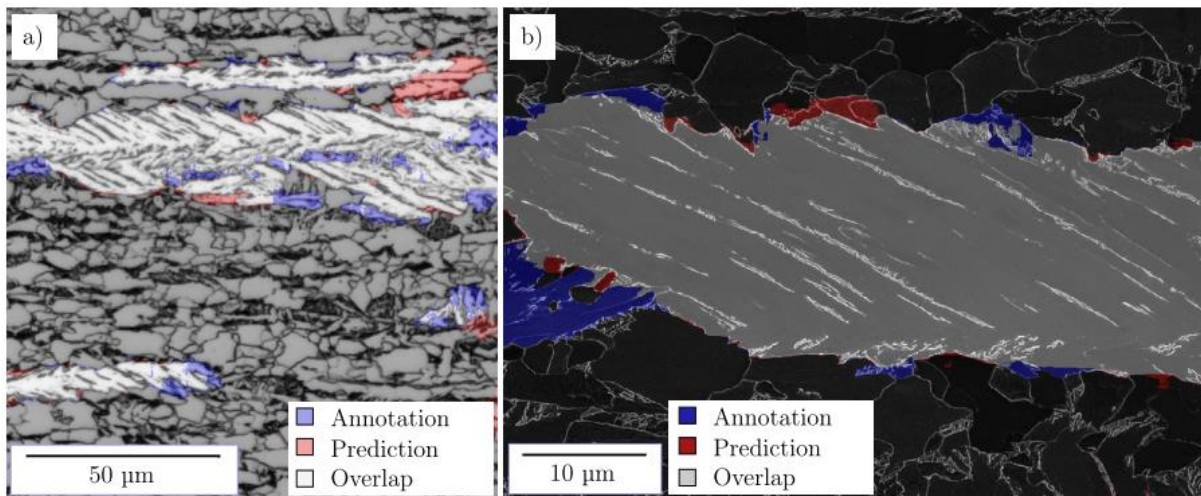 a)
Annotation
Prediction
Overlap
50 µm
b)
Annotation
Prediction
Overlap
10 µm